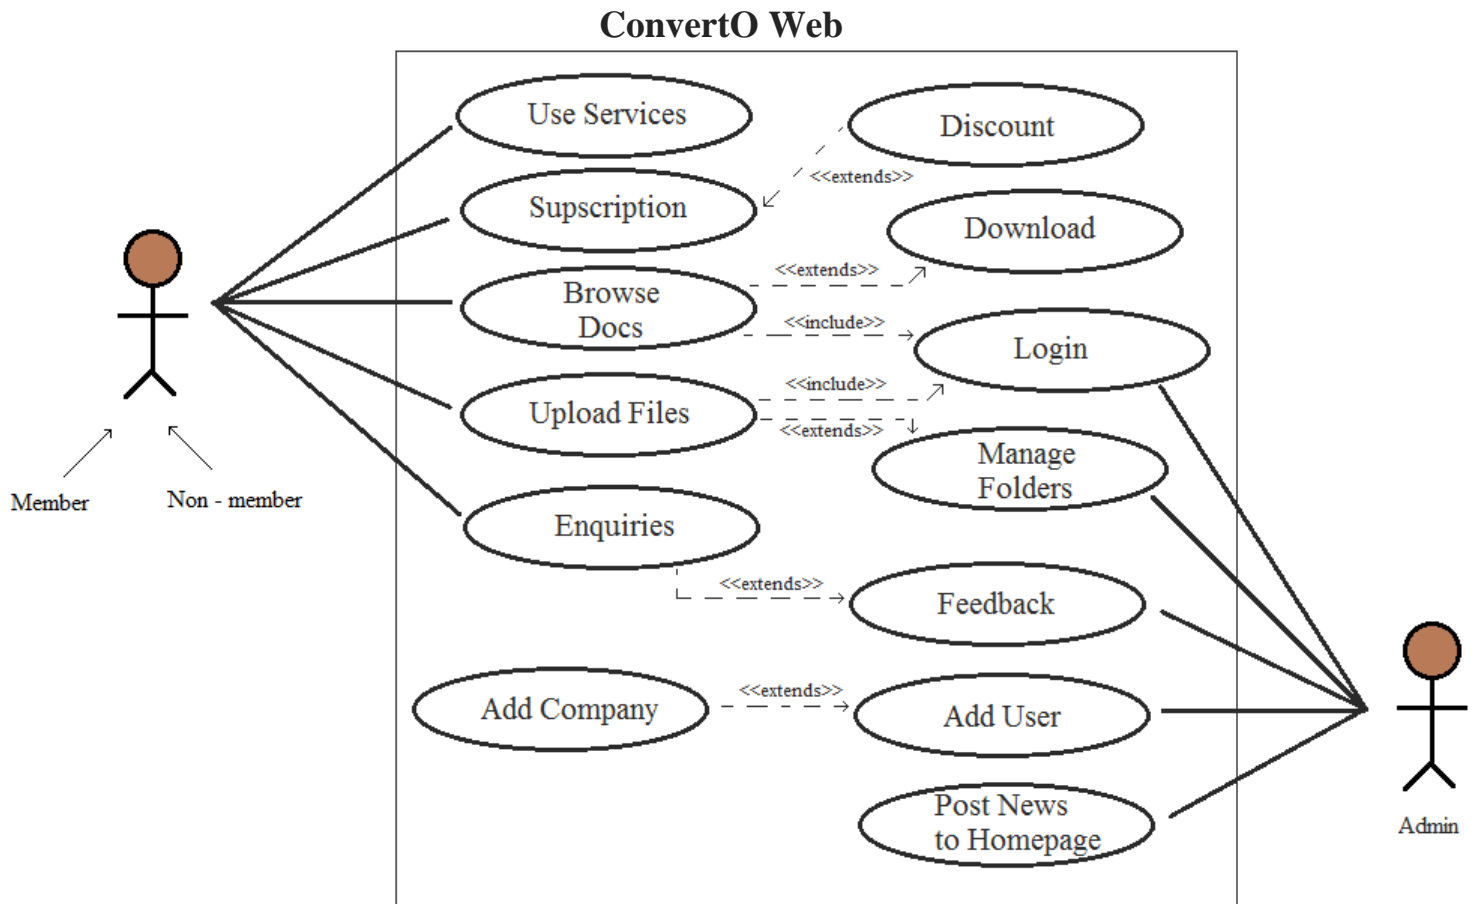 ConvertO Web
Use Services
Discount
<<extends>>
Supscription
Download
<<extends>>
Browse
Docs
<<include>>
Login
<<include>>
Upload Files
<<extends>>
Manage
Folders
Member
Non - member
Enquiries
<<extends>>
Feedback
Add Company
<<extends>>
Add User
Post News
to Homepage
Admin